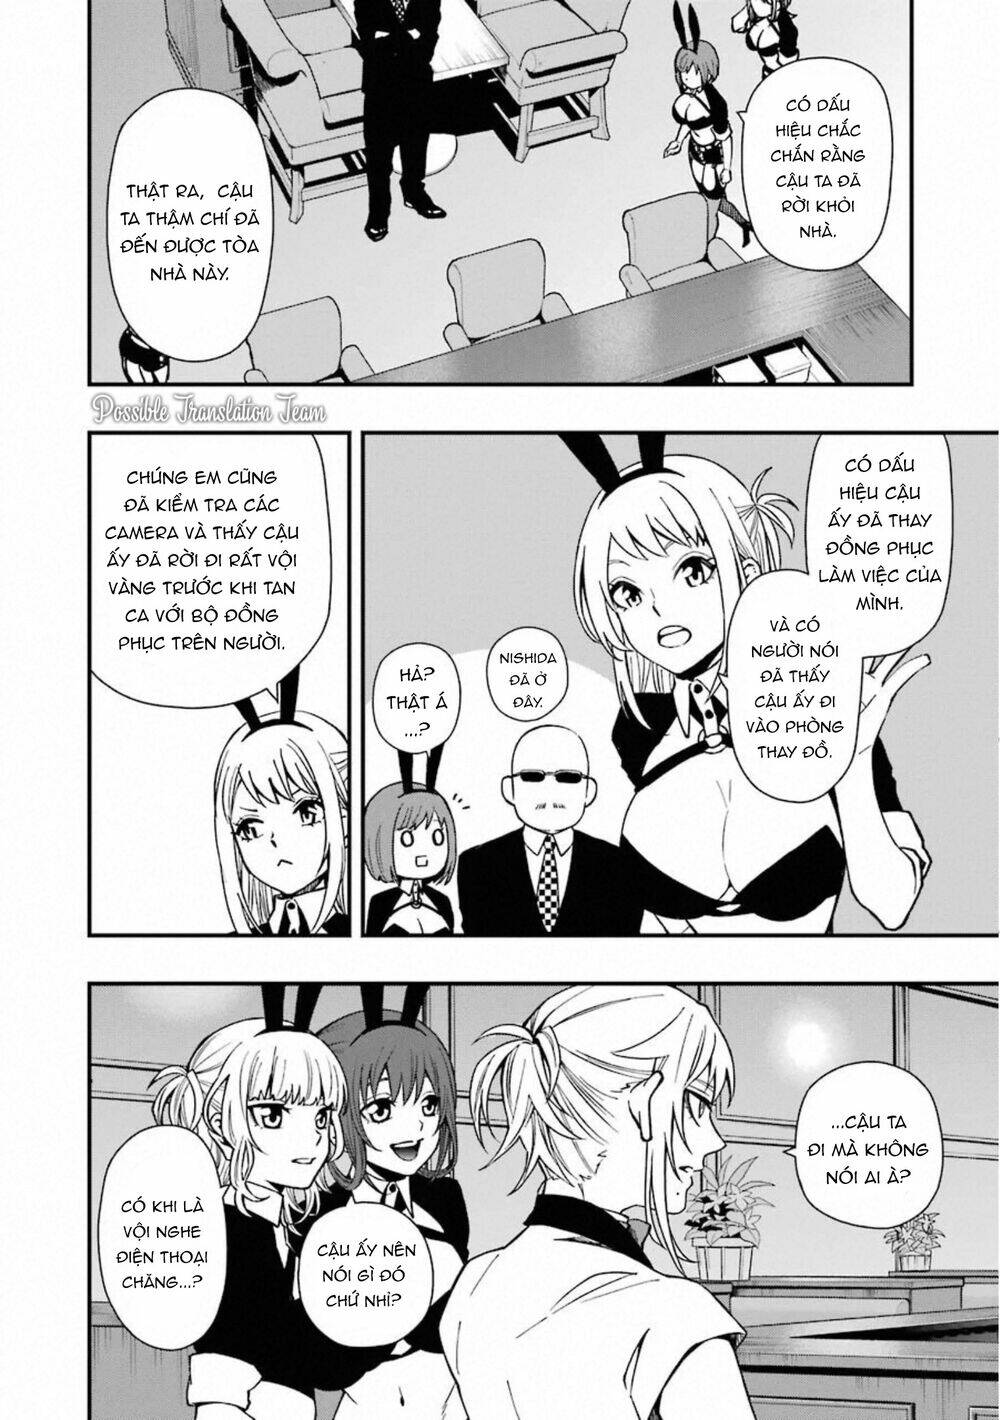 CÓ DẤU
HIỆU CHẮC
CHẮN RẰNG
CẬU TA ĐÃ
RỜI KHỎI
NHÀ.
THẬT RA, CẬU
TA THẬM CHÍ ĐÃ
ĐẾN ĐƯỢC TÒA
NHÀ NÀY.
Possible Translation Team
CÓ DẤU
HIỆU CẬU
ẤY ĐÃ THAY
ĐỒNG PHỤC
LÀM VIỆC CỦA
MÌNH.
VÀ CÓ
NGƯỜI NÓI
ĐÃ THẤY
CẬU ẤY ĐI
VÀO PHÒNG
THAY ĐỒ.
NISHIDA
ĐÃ Ở
ĐÂY.
HẢ?
THẬT Á
...?
CHÚNG EM CŨNG
ĐÃ KIỂM TRA CÁC
CAMERA VÀ THẤY CẬU
ẤY ĐÃ RỜI ĐI RẤT VỘI
VÀNG TRƯỚC KHI TAN
CA VỚI BỘ ĐỒNG
PHỤC TRÊN NGƯỜI.
...CẬU TA
ĐI MÀ KHÔNG
NÓI AI À?
CẬU ẤY NÊN
NÓI GÌ ĐÓ
CHỨ NHỈ?
CÓ KHI LÀ
VỘI NGHE
ĐIỆN THOẠI
CHĂNG...?